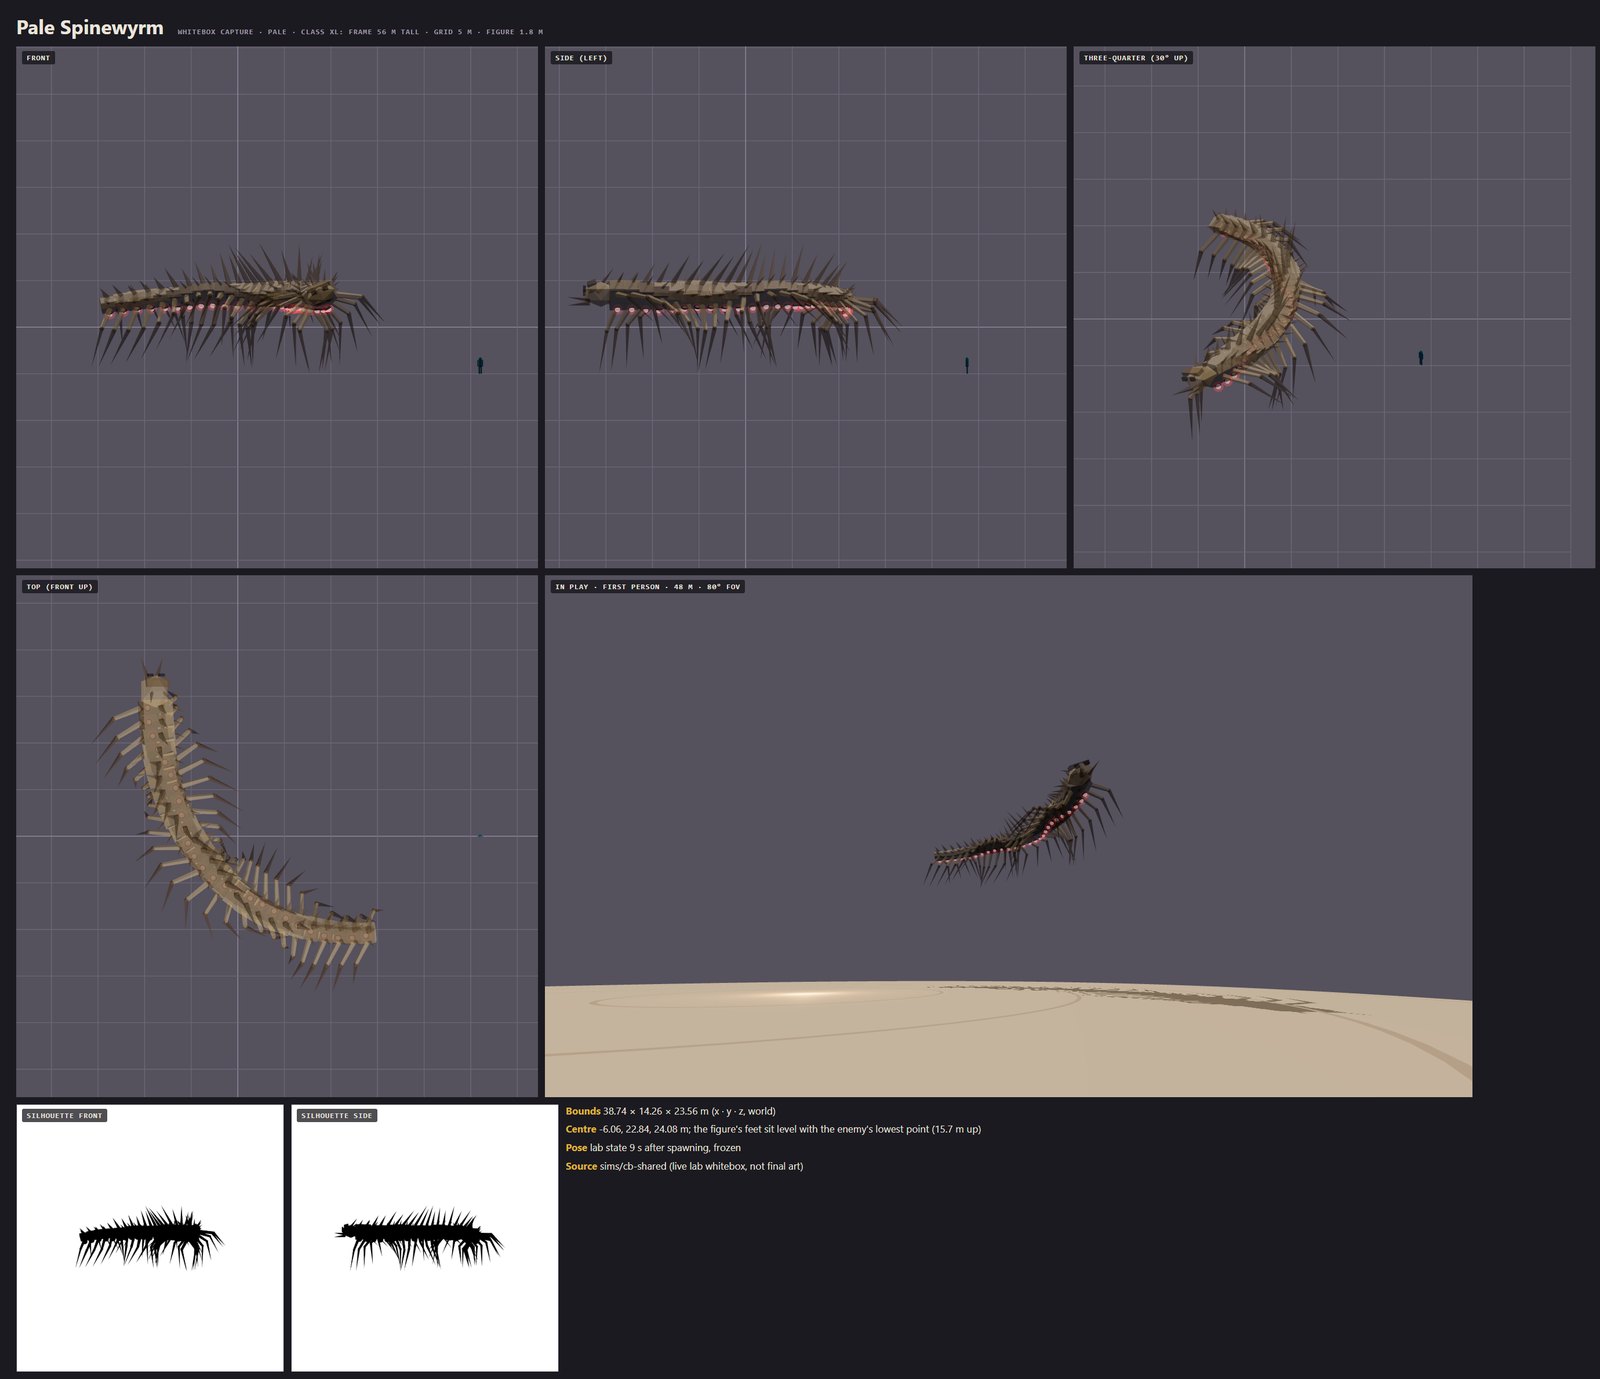 Pale Spinewyrm WHITEBOX CAPTURE · PALE · CLASS XL: FRAME 56 M TALL · GRID 5 M · FIGURE 1.8 M
FRONT
SIDE (LEFT)
THREE-QUARTER (30° UP)
TOP (FRONT UP)
IN PLAY · FIRST PERSON · 48 M · 80° FOV
SILHOUETTE FRONT
SILHOUETTE SIDE
Bounds 38.74 × 14.26 × 23.56 m (x · y · z, world)
Centre -6.06, 22.84, 24.08 m; the figure's feet sit level with the enemy's lowest point (15.7 m up)
Pose lab state 9 s after spawning, frozen
Source sims/cb-shared (live lab whitebox, not final art)